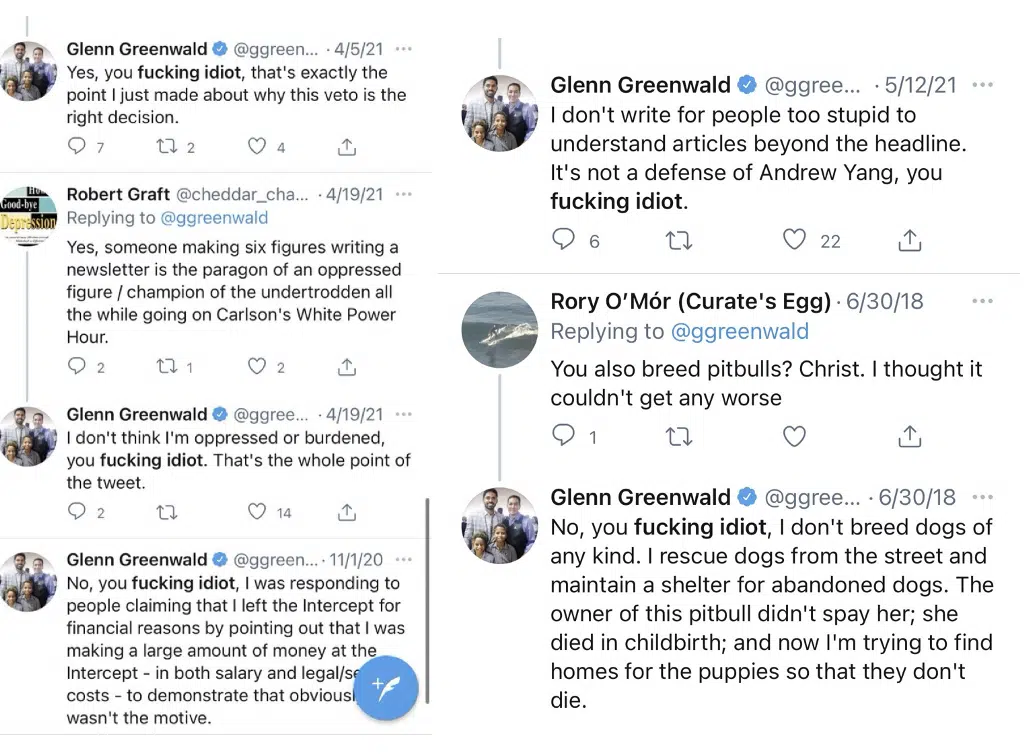 Glenn Greenwald @ggreen... · 4/5/21 ···
Yes, you fucking idiot, that's exactly the
point I just made about why this veto is the
right decision.
7 2 4
Robert Graft @cheddar_cha... · 4/19/21 ···
Replying to @ggreenwald
Yes, someone making six figures writing a
newsletter is the paragon of an oppressed
figure / champion of the undertrodden all
the while going on Carlson's White Power
Hour.
2 1 2
Glenn Greenwald @ggree... · 4/19/21 ···
I don't think I'm oppressed or burdened,
you fucking idiot. That's the whole point of
the tweet.
2 14
Glenn Greenwald @ggreen... · 11/1/20 ···
No, you fucking idiot, I was responding to
people claiming that I left the Intercept for
financial reasons by pointing out that I was
making a large amount of money at the
Intercept - in both salary and legal/se
costs - to demonstrate that obvious
wasn't the motive.
Good-bye
Depression
Glenn Greenwald @ggree... · 5/12/21 ···
I don't write for people too stupid to
understand articles beyond the headline.
It's not a defense of Andrew Yang, you
fucking idiot.
6 22
Rory O’Mór (Curate's Egg) · 6/30/18 ···
Replying to @ggreenwald
You also breed pitbulls? Christ. I thought it
couldn't get any worse
1
Glenn Greenwald @ggree... · 6/30/18 ···
No, you fucking idiot, I don't breed dogs of
any kind. I rescue dogs from the street and
maintain a shelter for abandoned dogs. The
owner of this pitbull didn't spay her; she
died in childbirth; and now I'm trying to find
homes for the puppies so that they don't
die.